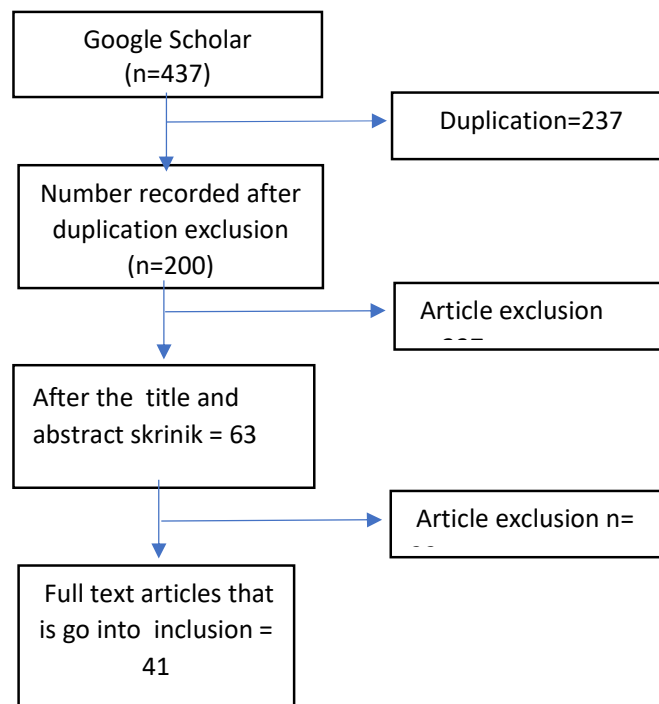 Google Scholar
(n=437)
Duplication=237
Number recorded after
duplication exclusion
(n=200)
Article exclusion
After the title and
abstract skrinik = 63
Article exclusion n=
Full text articles that
is go into inclusion =
41